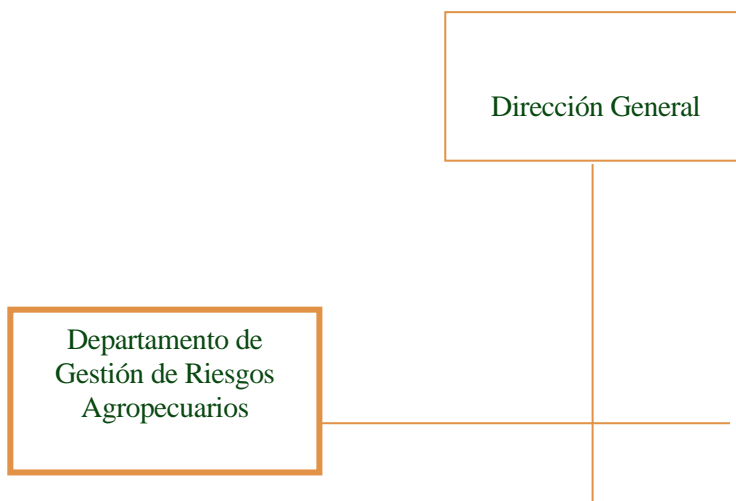 Dirección General
Departamento de
Gestión de Riesgos
Agropecuarios